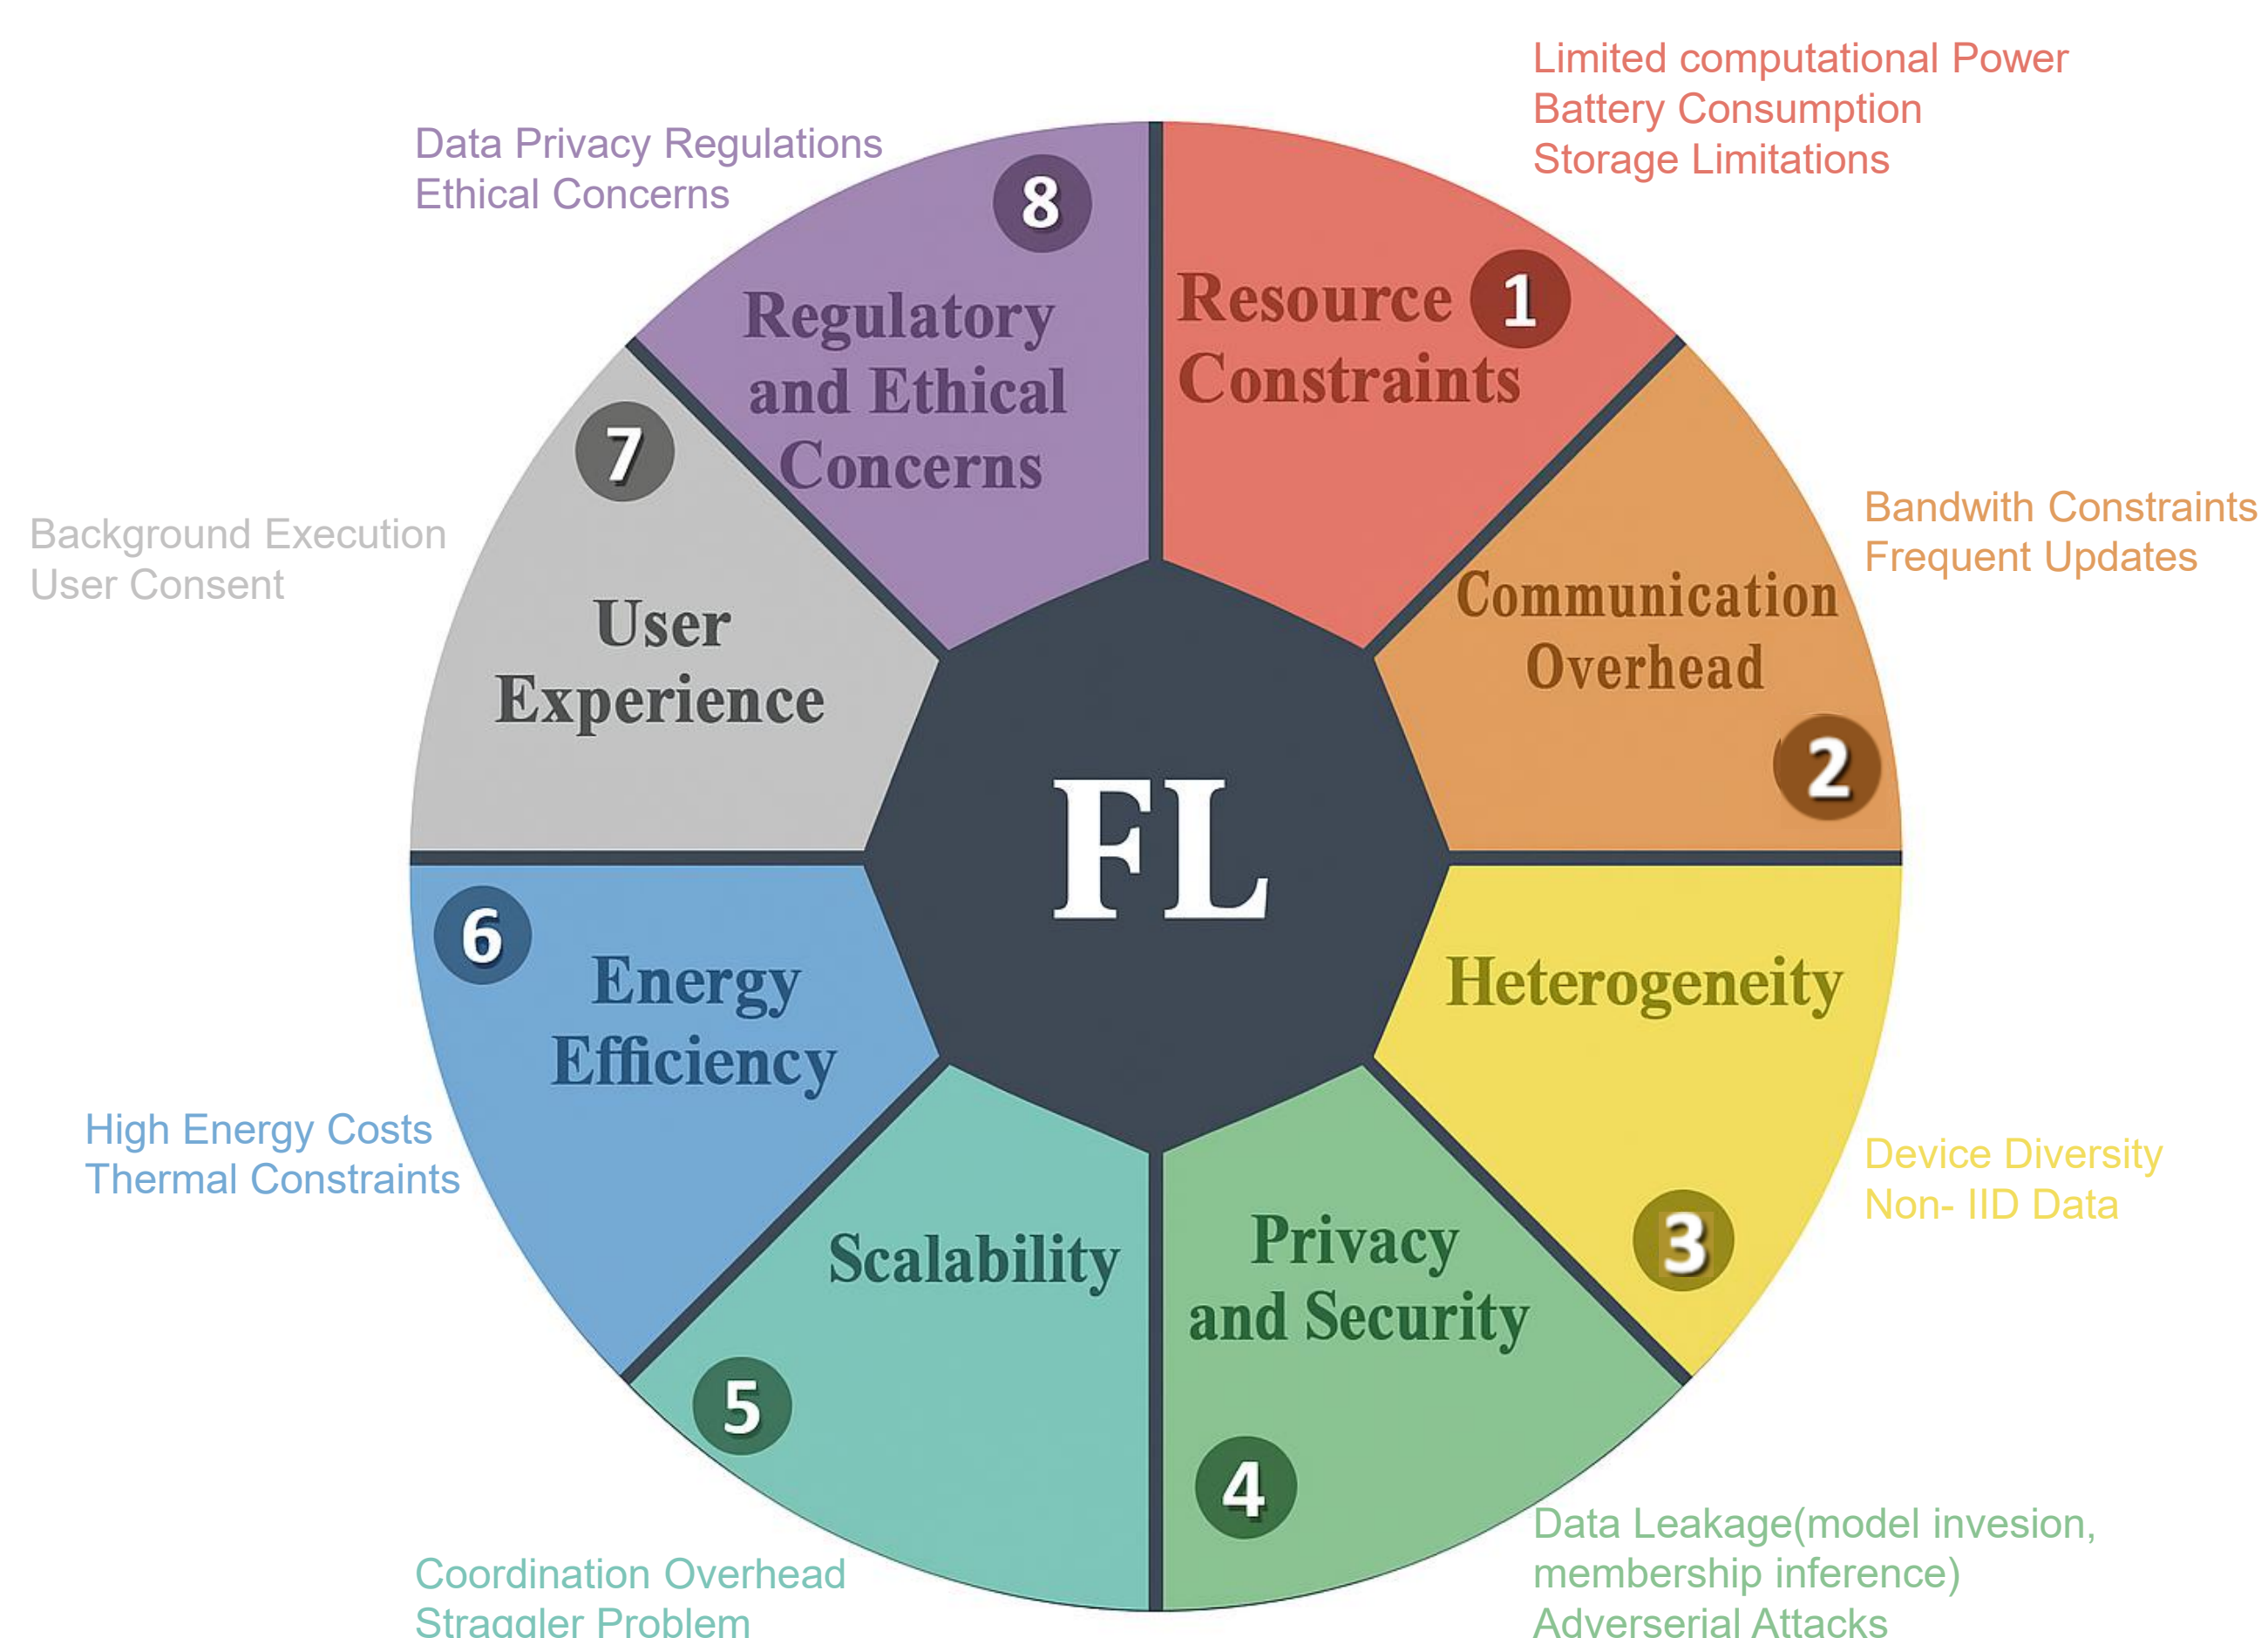 Limited computational Power
Battery Consumption
Storage Limitations
Data Privacy Regulations
Ethical Concerns
8
Regulatory
and Ethical
Concerns
Resource
Constraints
1
Bandwith Constraints
Frequent Updates
Communication
Overhead
2
7
Background Execution
User Consent
User
Experience
FL
6
Energy
Efficiency
Heterogeneity
High Energy Costs
Thermal Constraints
Device Diversity
Non- IID Data
3
Scalability
5
Privacy
and Security
4
Coordination Overhead
Straggler Problem
Data Leakage(model invesion,
membership inference)
Adverserial Attacks